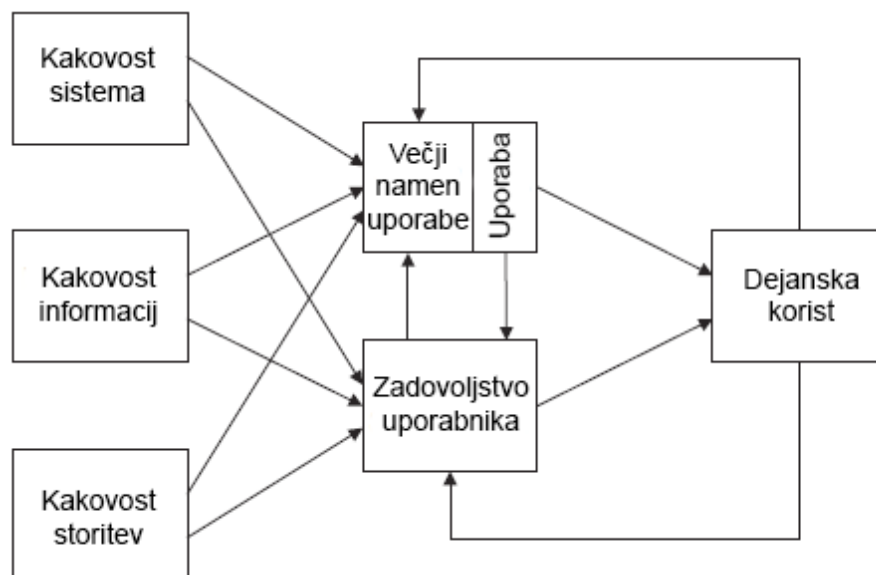 Kakovost
sistema
Večji
namen
uporabe
Uporaba
Kakovost
informacij
Dejanska
korist
Zadovoljstvo
uporabnika
Kakovost
storitev